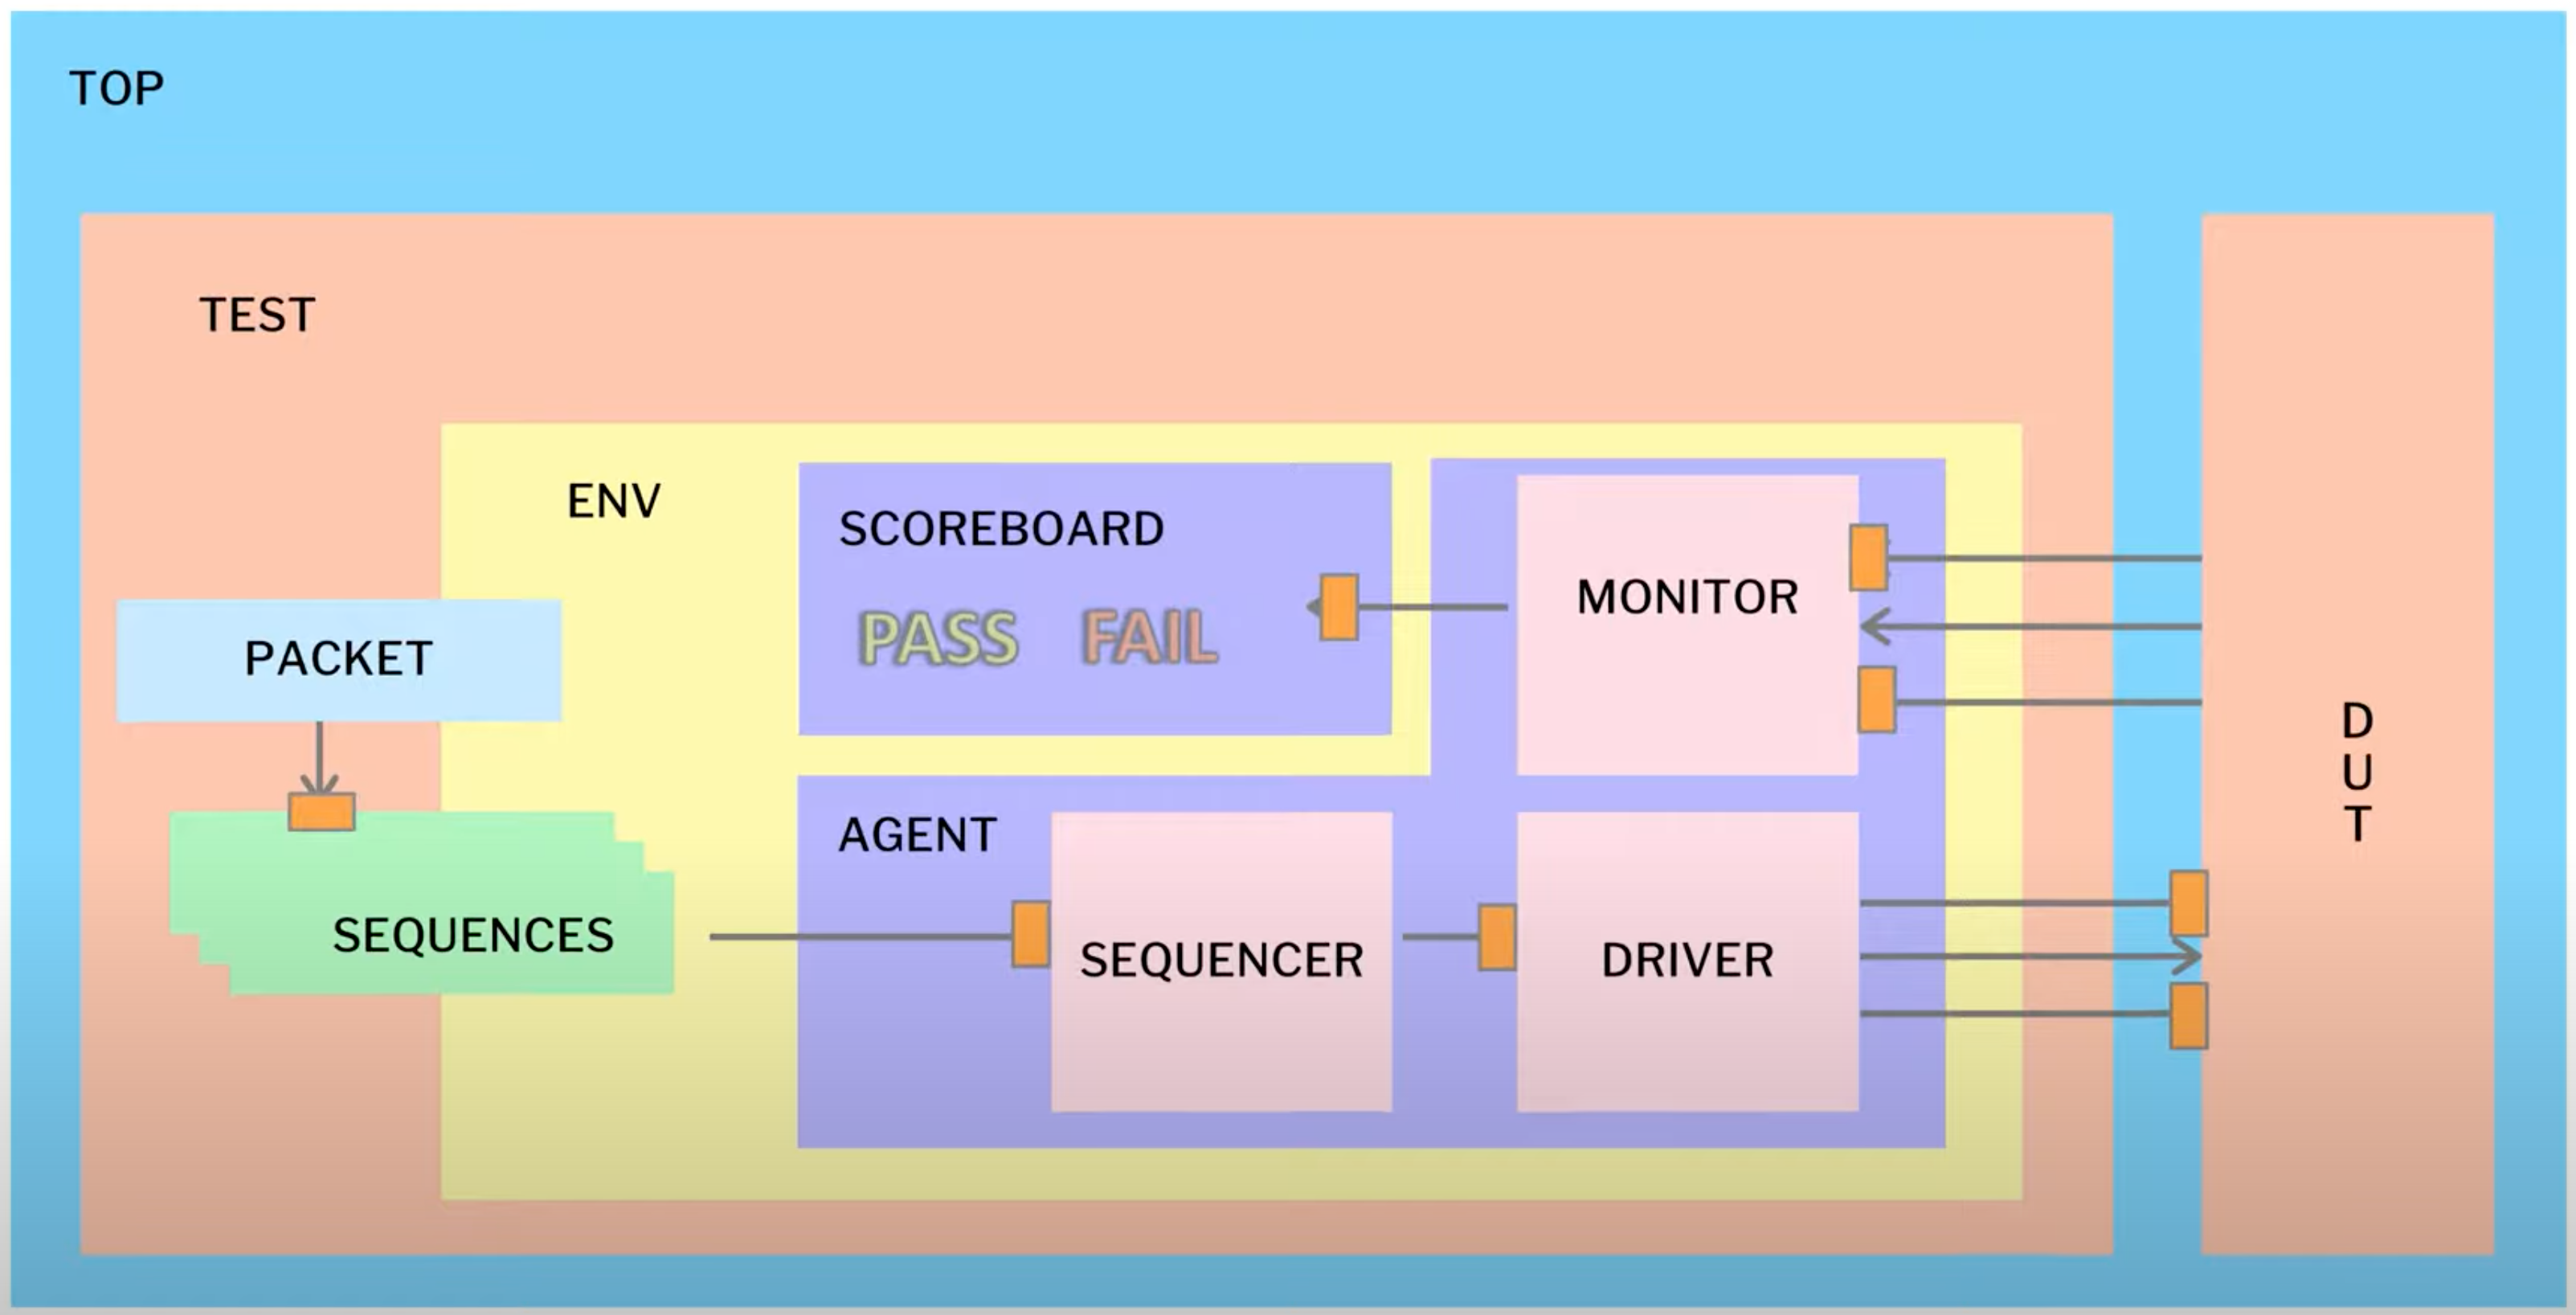 TOP
TEST
ENV
SCOREBOARD
PASS FAIL
MONITOR
PACKET
SEQUENCES
AGENT
SEQUENCER
DRIVER
D
U
T